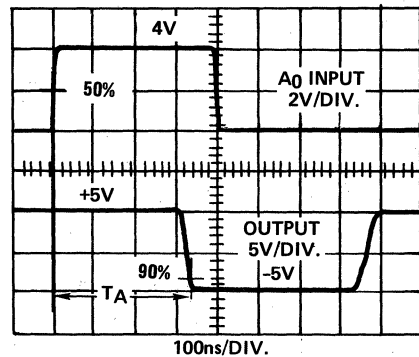 4V
50%
A0 INPUT
2V/DIV.
+5V
OUTPUT
5V/DIV.
-5V
90%
TA
100ns/DIV.